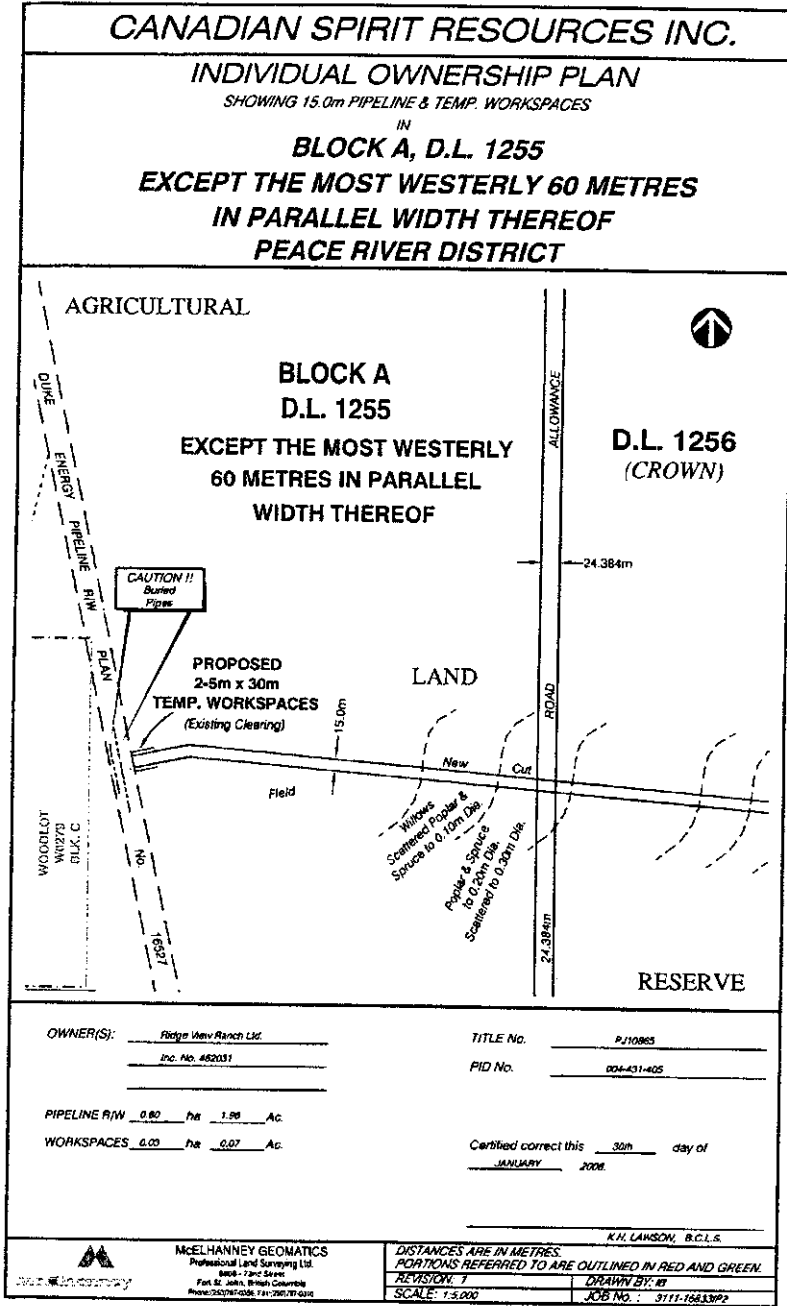 CANADIAN SPIRIT RESOURCES INC.
INDIVIDUAL OWNERSHIP PLAN
SHOWING 15.0m PIPELINE & TEMP. WORKSPACES
IN
BLOCK A, D.L. 1255
EXCEPT THE MOST WESTERLY 60 METRES
IN PARALLEL WIDTH THEREOF
PEACE RIVER DISTRICT
AGRICULTURAL
BLOCK A
D.L. 1255
EXCEPT THE MOST WESTERLY
60 METRES IN PARALLEL
WIDTH THEREOF
D.L. 1256
(CROWN)
ALLOWANCE
ROAD
24.384m
24.384m
DUKE ENERGY PIPELINE R/W PLAN No. 16527
CAUTION !!
Buried
Pipes
PROPOSED
2-5m x 30m
TEMP. WORKSPACES
(Existing Clearing)
LAND
15.0m
New Cut
Field
Willows
Scattered Poplar &
Spruce to 0.10m Dia.
Poplar & Spruce
to 0.20m Dia.
Scattered to 0.30m Dia.
WOODLOT
BLK. C
RESERVE
OWNER(S): Ridge View Ranch Ltd.
Inc. No. 462031
TITLE No. PJ10865
PID No. 004-431-405
PIPELINE R/W 0.80 ha 1.98 Ac.
WORKSPACES 0.03 ha 0.07 Ac.
Certified correct this 30th day of
JANUARY 2006.
K.H. LAWSON, B.C.L.S.
McELHANNEY GEOMATICS
Professional Land Surveying Ltd.
Fort St. John, British Columbia
McElhanney
DISTANCES ARE IN METRES.
PORTIONS REFERRED TO ARE OUTLINED IN RED AND GREEN.
REVISION: 1
DRAWN BY:
SCALE: 1:5,000
JOB No. : 3111-16633IP2